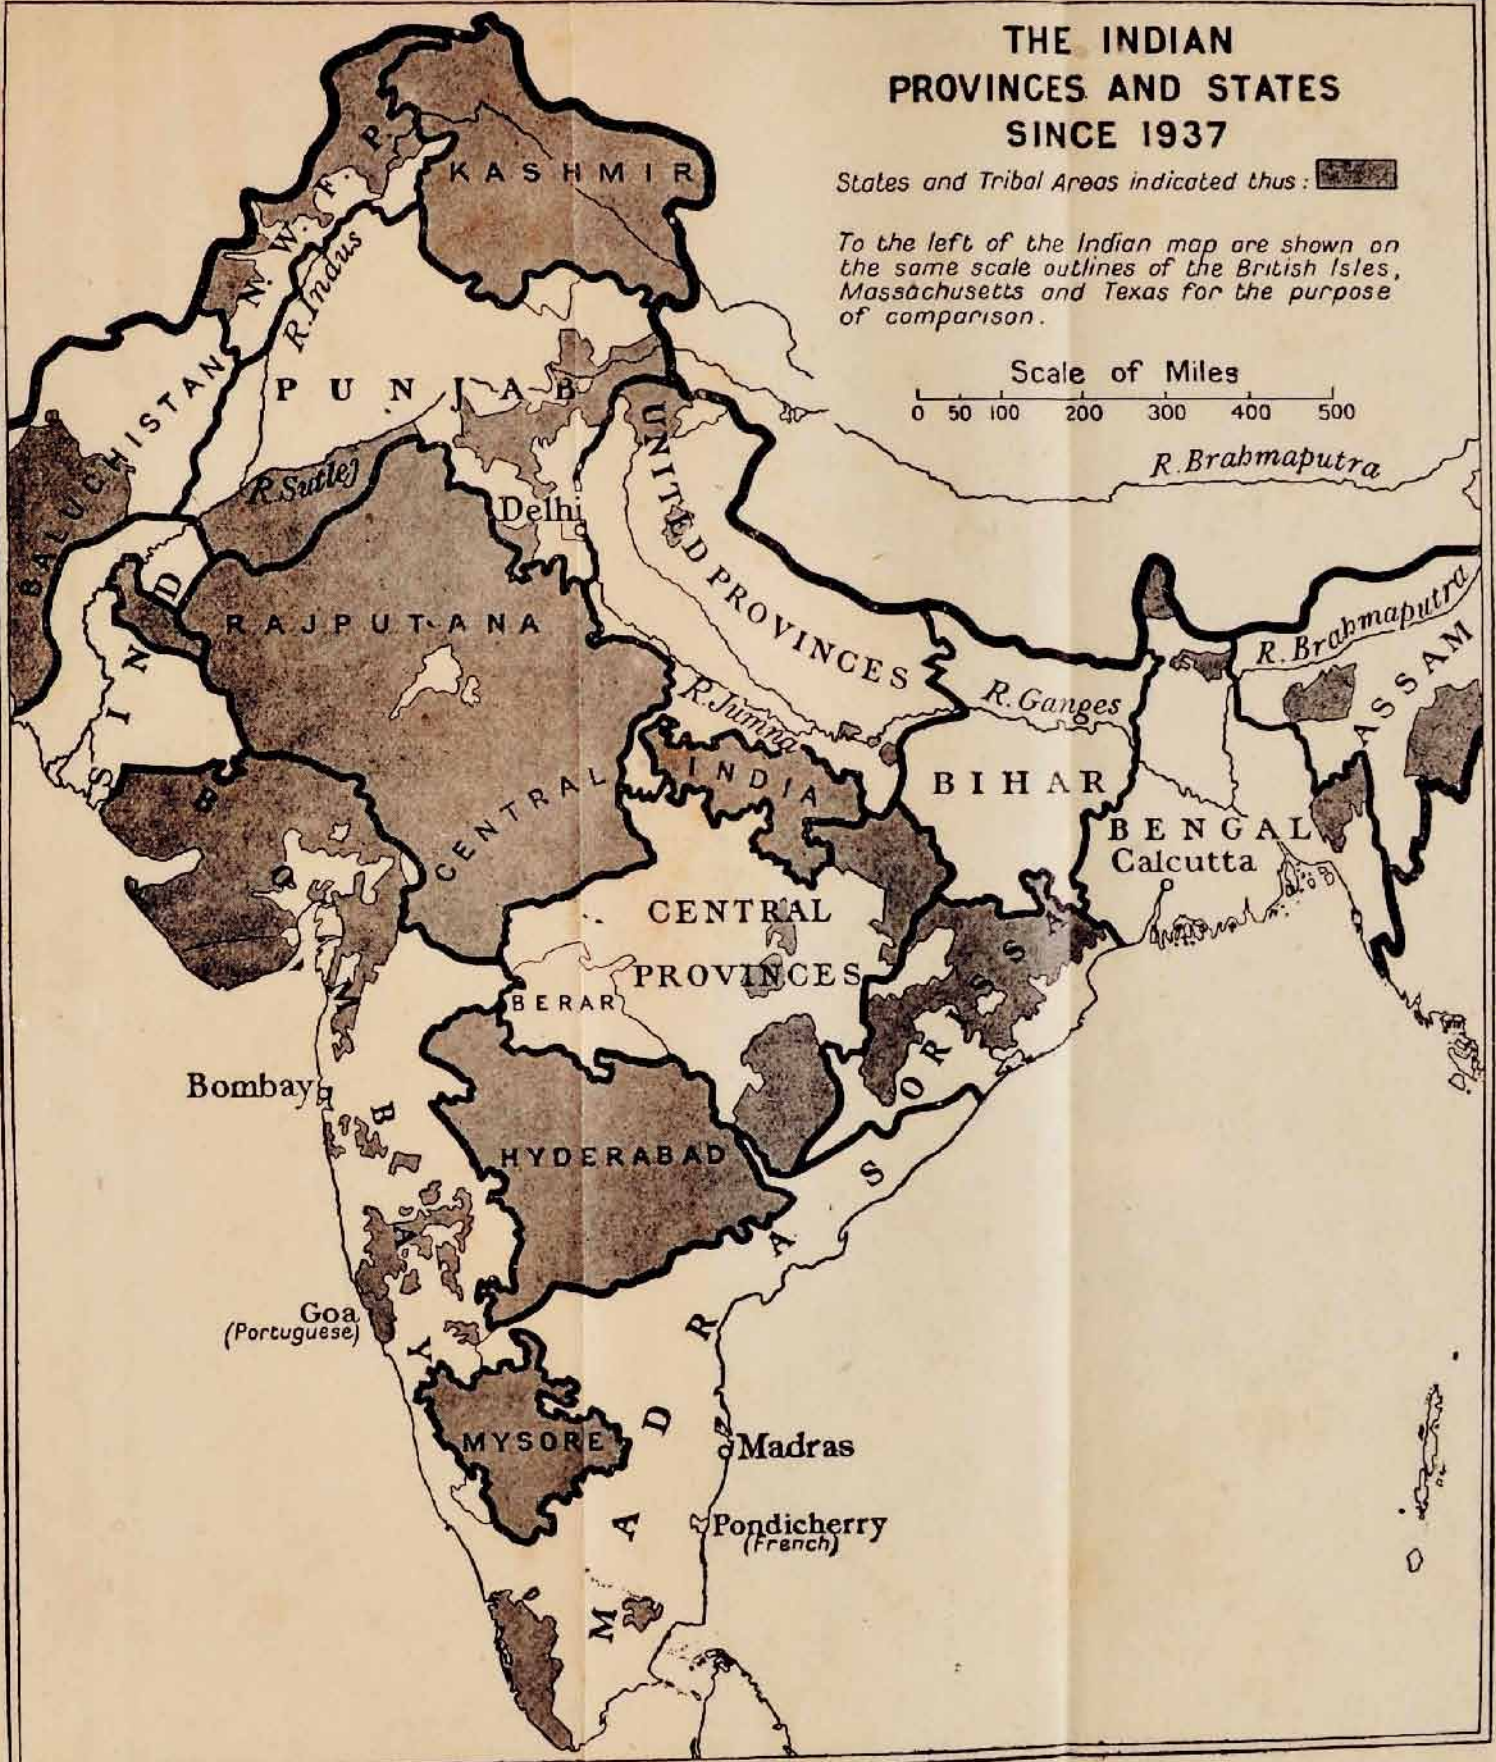 THE INDIAN
PROVINCES AND STATES
SINCE 1937
States and Tribal Areas indicated thus:
To the left of the Indian map are shown on
the same scale outlines of the British Isles,
Massachusetts and Texas for the purpose
of comparison.
Scale of Miles
0 50 100 200 300 400 500
KASHMIR
N. W. F. P.
R. Indus
PUNJAB
BALUCHISTAN
R. Sutlej
Delhi
UNITED PROVINCES
R. Brahmaputra
SIND
RAJPUTANA
R. Jumna
R. Ganges
R. Brahmaputra
ASSAM
CENTRAL INDIA
BIHAR
BENGAL
Calcutta
CENTRAL
PROVINCES
BERAR
ORISSA
BOMBAY
Bombay
HYDERABAD
Goa
(Portuguese)
MYSORE
MADRAS
Madras
Pondicherry
(French)